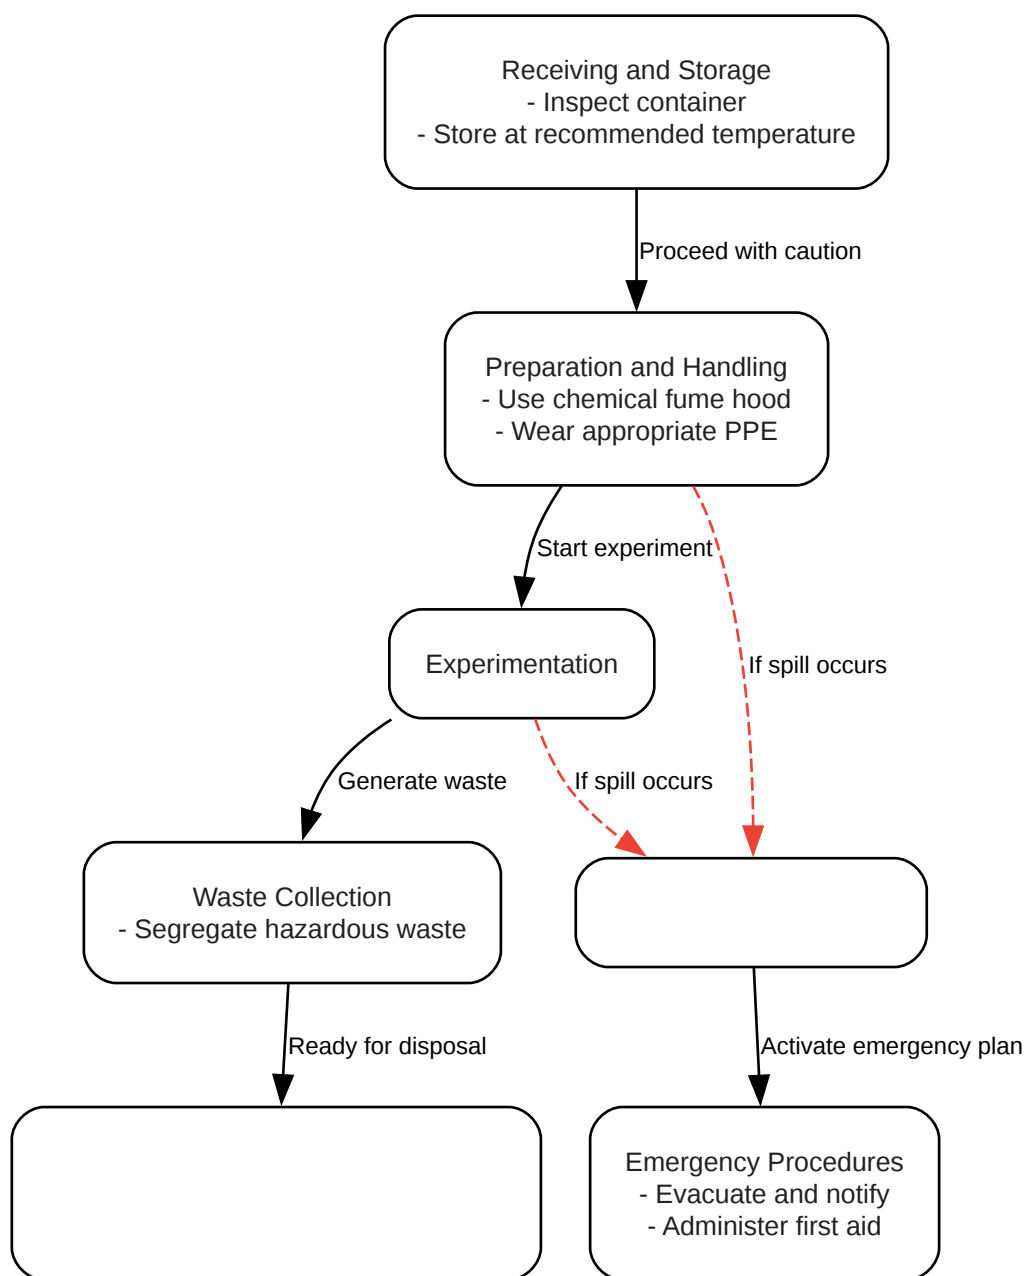 Receiving and Storage
- Inspect container
- Store at recommended temperature
Proceed with caution
Preparation and Handling
- Use chemical fume hood
- Wear appropriate PPE
Start experiment
If spill occurs
Experimentation
Generate waste
If spill occurs
Waste Collection
- Segregate hazardous waste
Ready for disposal
Activate emergency plan
Emergency Procedures
- Evacuate and notify
- Administer first aid